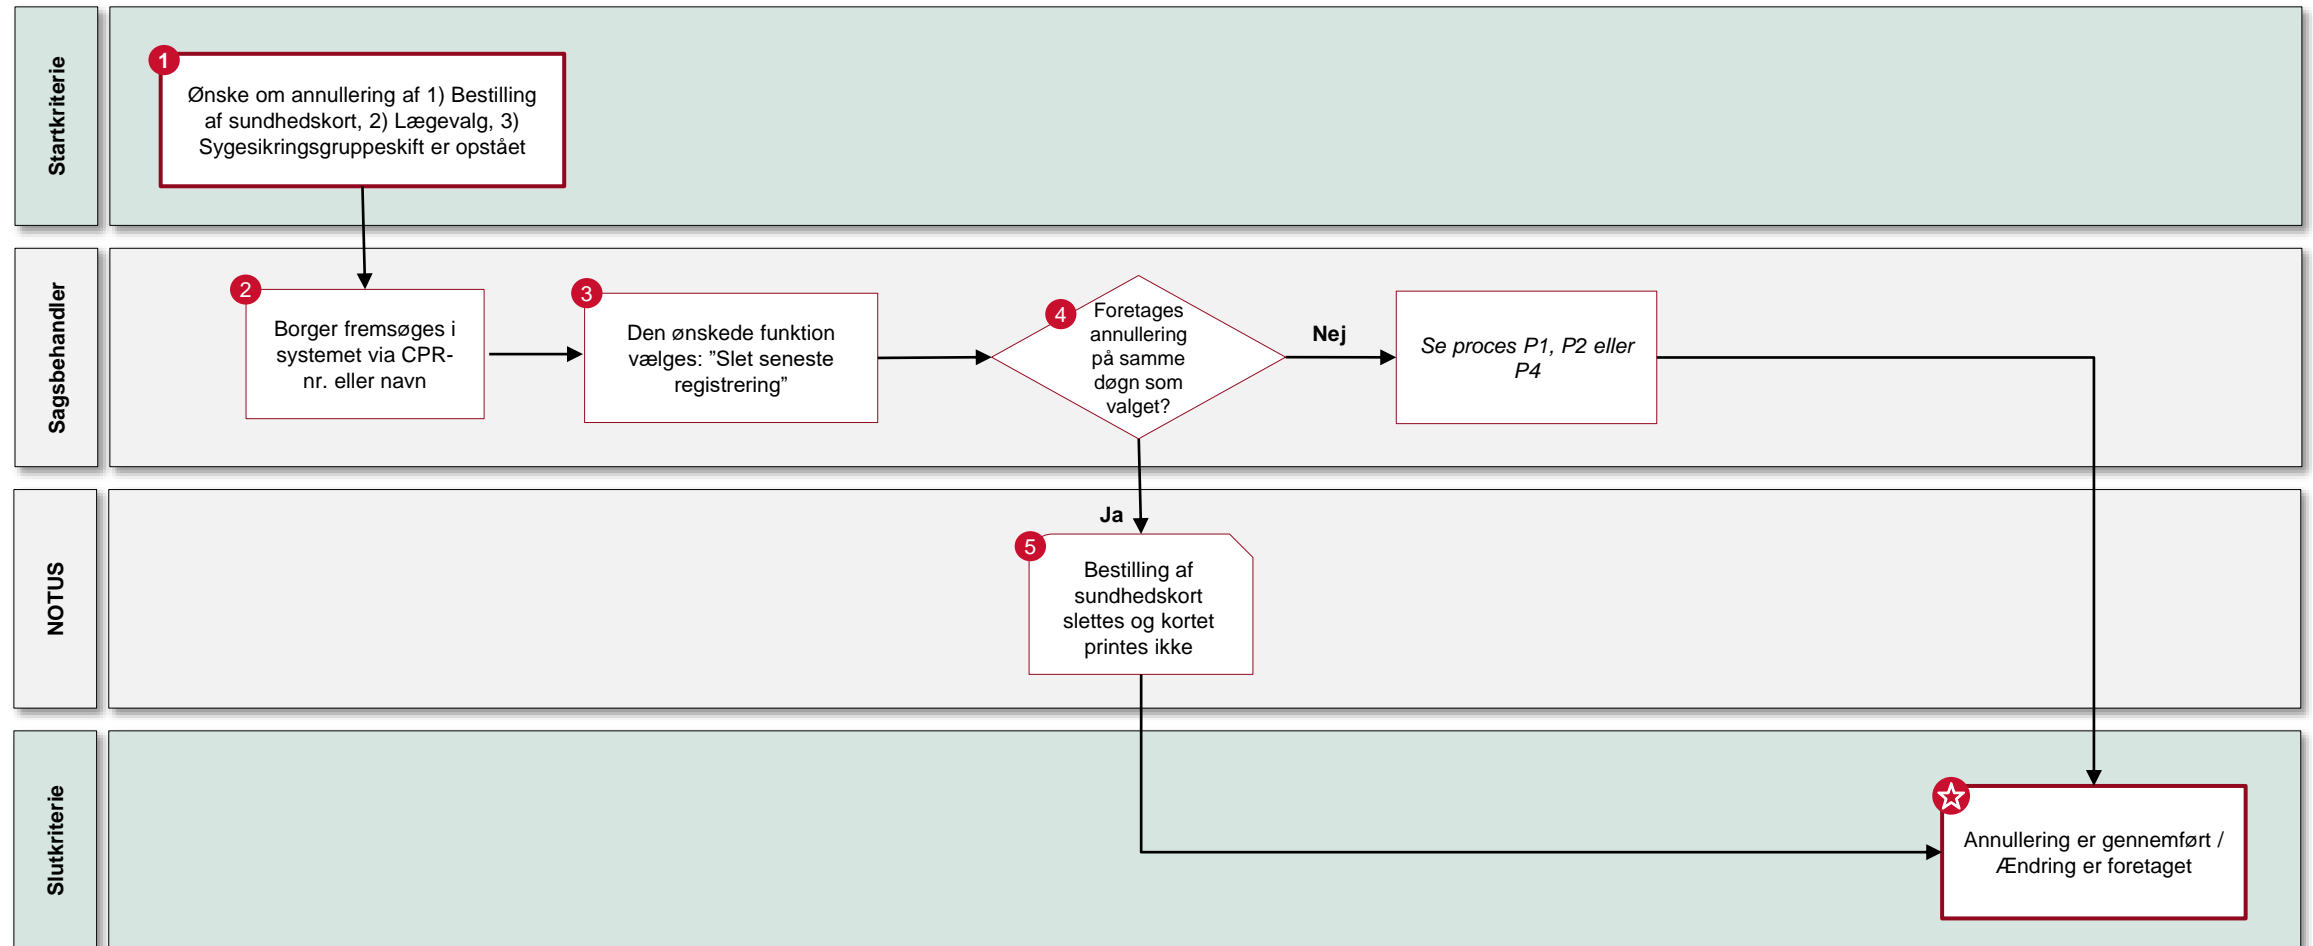 Startkriterie
1
Ønske om annullering af 1) Bestilling
af sundhedskort, 2) Lægevalg, 3)
Sygesikringsgruppeskift er opstået
Sagsbehandler
2
Borger fremsøges i
systemet via CPR-
nr. eller navn
3
Den ønskede funktion
vælges: ”Slet seneste
registrering”
4
Foretages
annullering
på samme
døgn som
valget?
Nej
Se proces P1, P2 eller
P4
NOTUS
Ja
5
Bestilling af
sundhedskort
slettes og kortet
printes ikke
Slutkriterie
Annullering er gennemført /
Ændring er foretaget